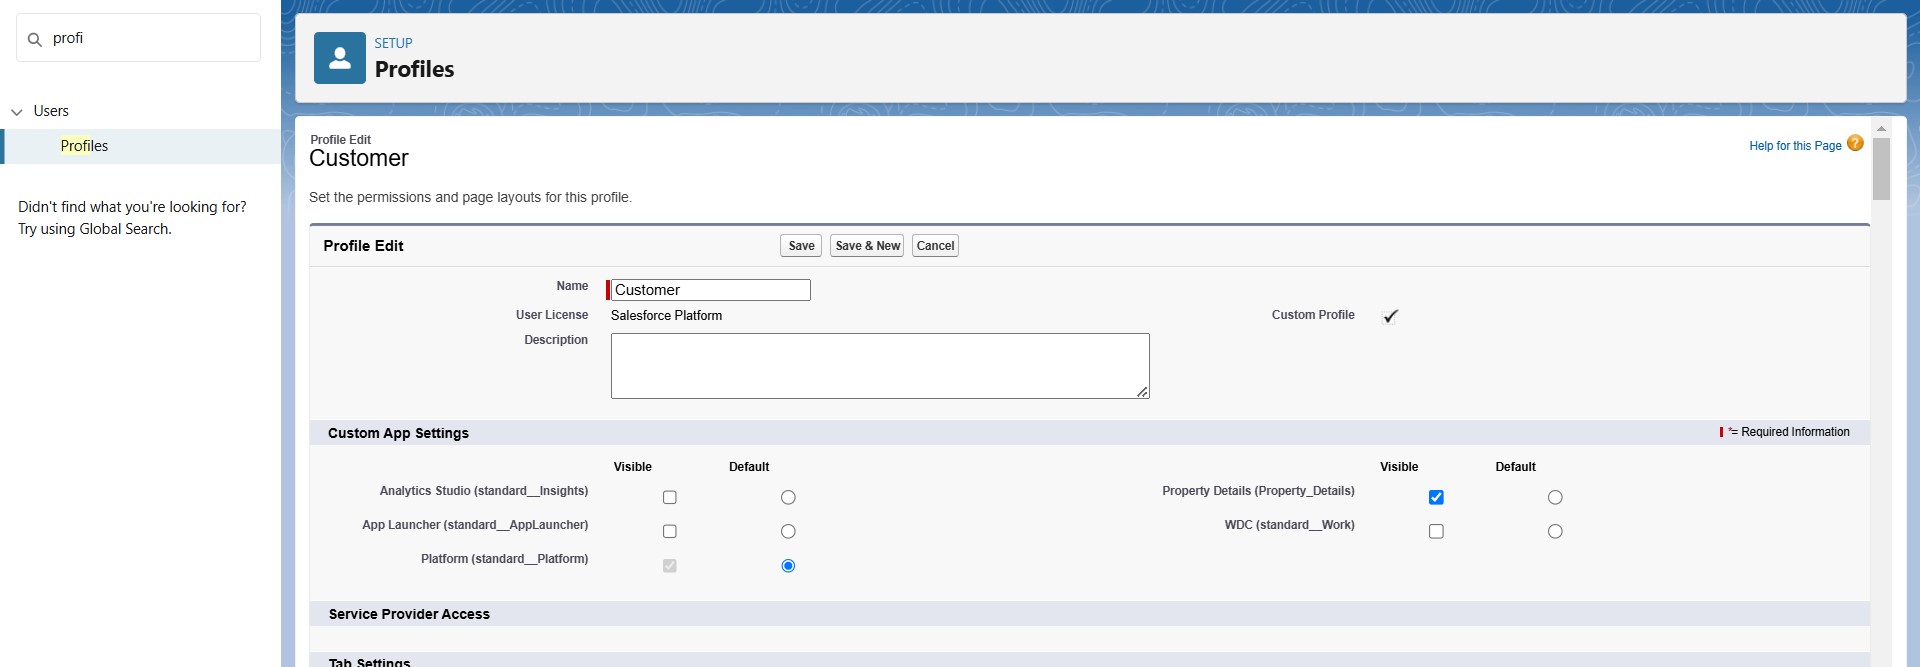 profi
Users
Profiles
Didn't find what you're looking for?
Try using Global Search.
SETUP
Profiles
Profile Edit
Customer
Help for this Page ?
Set the permissions and page layouts for this profile.
Profile Edit Save Save & New Cancel
Name Customer
User License Salesforce Platform Custom Profile
Description
Custom App Settings *= Required Information
Visible Default Visible Default
Analytics Studio (standard__Insights) Property Details (Property_Details)
App Launcher (standard__AppLauncher) WDC (standard__Work)
Platform (standard__Platform)
Service Provider Access
Tab Settings